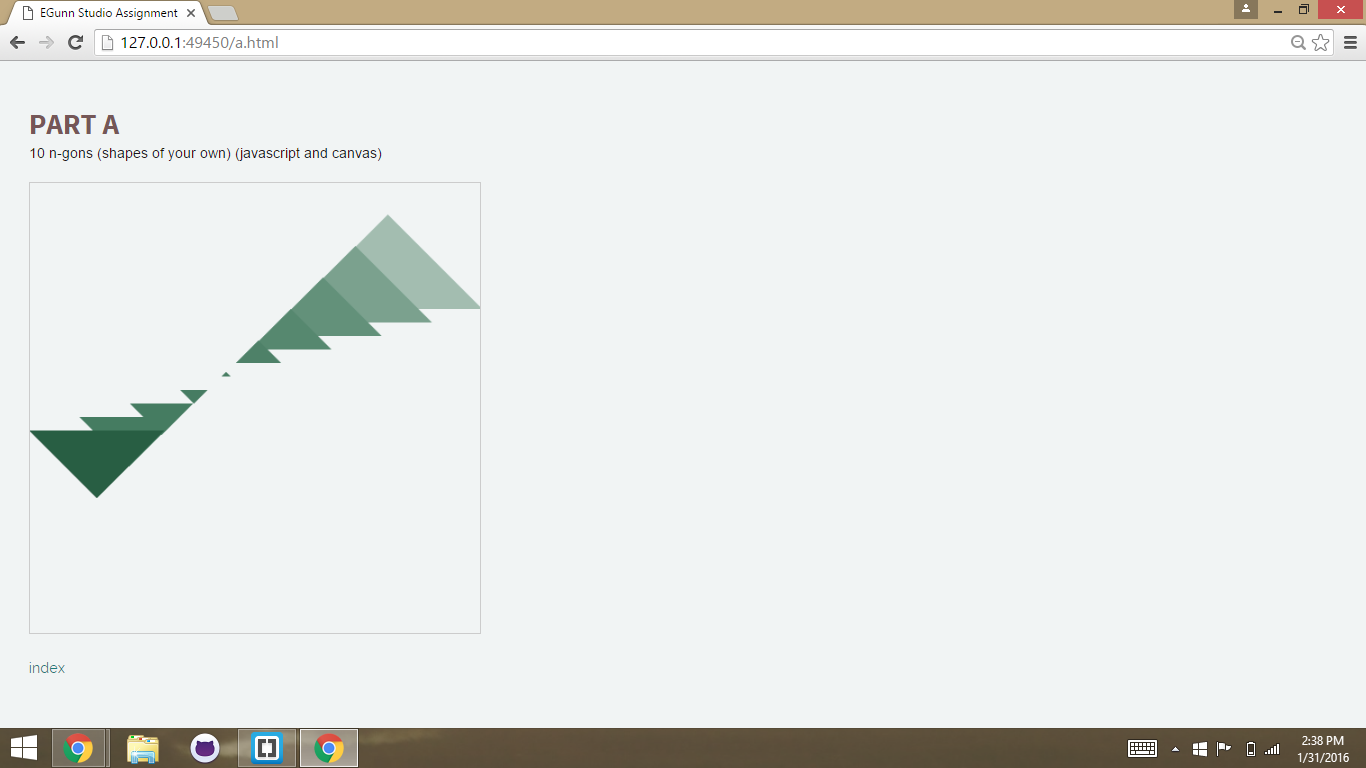 EGunn Studio Assignment
127.0.0.1:49450/a.html
PART A
10 n-gons (shapes of your own) (javascript and canvas)
index
2:38 PM
1/31/2016